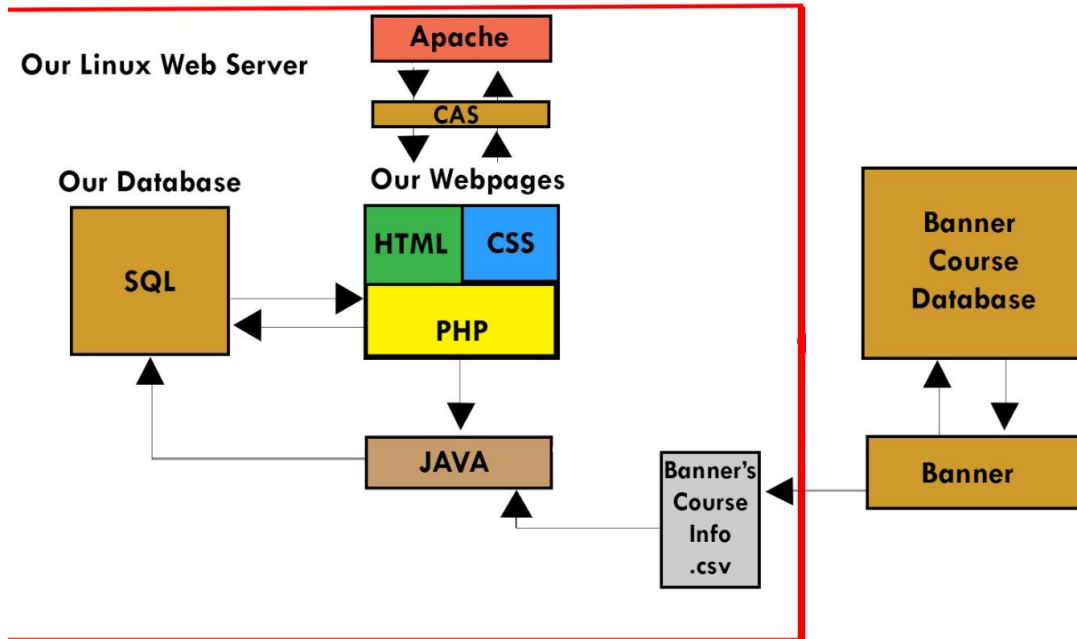 Apache
Our Linux Web Server
CAS
Our Database
Our Webpages
HTML
CSS
SQL
PHP
JAVA
Banner's
Course
Info
.csv
Banner
Course
Database
Banner